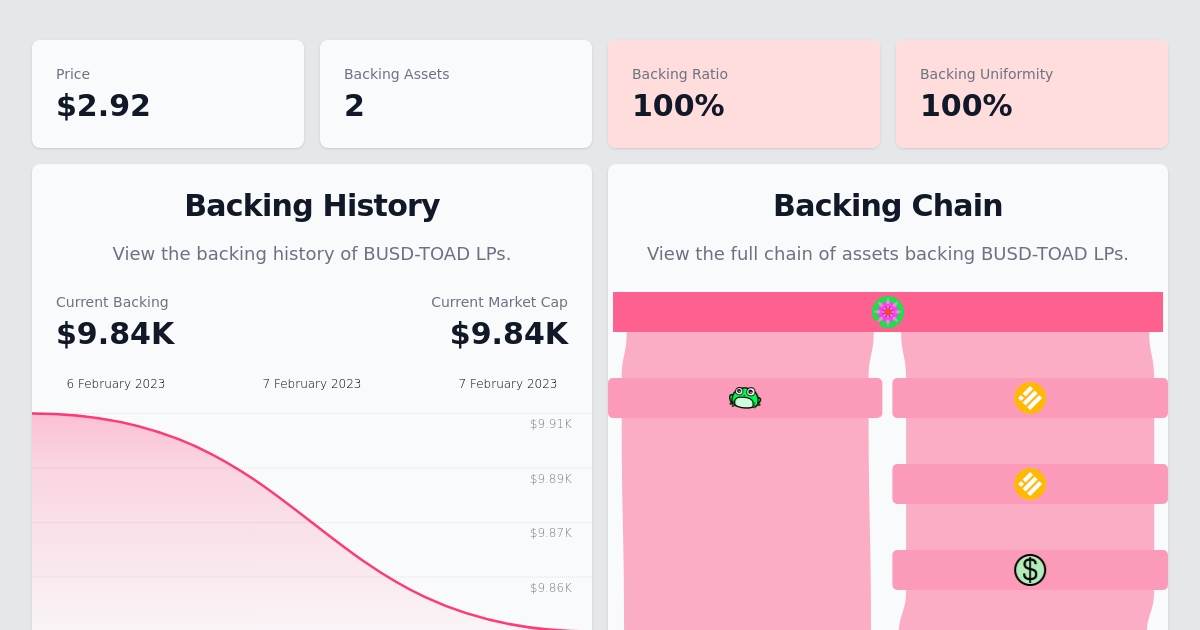 Price
$2.92
Backing Assets
2
Backing Ratio
100%
Backing Uniformity
100%
Backing History
View the backing history of BUSD-TOAD LPs.
Current Backing
$9.84K
Current Market Cap
$9.84K
6 February 2023
7 February 2023
7 February 2023
$9.91K
$9.89K
$9.87K
$9.86K
Backing Chain
View the full chain of assets backing BUSD-TOAD LPs.
$